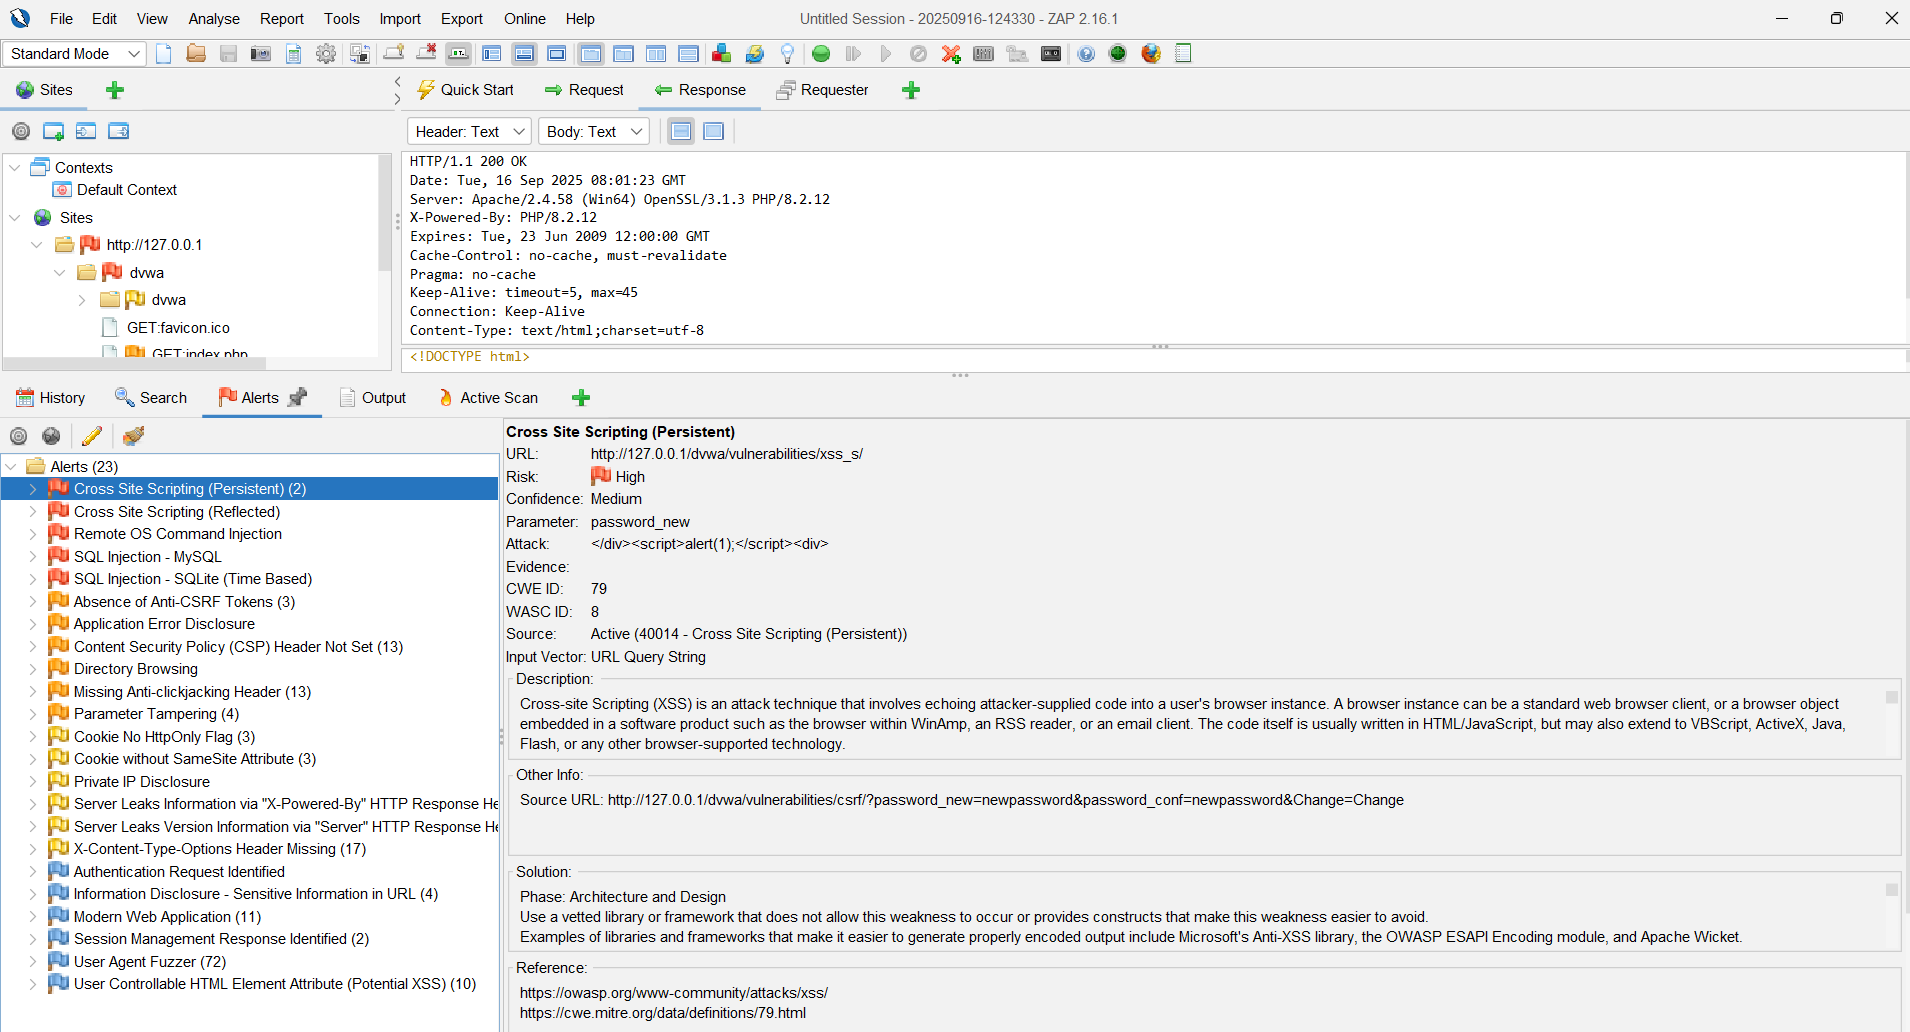 File Edit View Analyse Report Tools Import Export Online Help
Untitled Session - 20250916-124330 - ZAP 2.16.1
Standard Mode
Sites
Quick Start Request Response Requester
Header: Text Body: Text
Contexts
Default Context
Sites
http://127.0.0.1
dvwa
dvwa
GET:favicon.ico
GET:index.php
HTTP/1.1 200 OK
Date: Tue, 16 Sep 2025 08:01:23 GMT
Server: Apache/2.4.58 (Win64) OpenSSL/3.1.3 PHP/8.2.12
X-Powered-By: PHP/8.2.12
Expires: Tue, 23 Jun 2009 12:00:00 GMT
Cache-Control: no-cache, must-revalidate
Pragma: no-cache
Keep-Alive: timeout=5, max=45
Connection: Keep-Alive
Content-Type: text/html;charset=utf-8
<!DOCTYPE html>
History Search Alerts Output Active Scan
Alerts (23)
Cross Site Scripting (Persistent) (2)
Cross Site Scripting (Reflected)
Remote OS Command Injection
SQL Injection - MySQL
SQL Injection - SQLite (Time Based)
Absence of Anti-CSRF Tokens (3)
Application Error Disclosure
Content Security Policy (CSP) Header Not Set (13)
Directory Browsing
Missing Anti-clickjacking Header (13)
Parameter Tampering (4)
Cookie No HttpOnly Flag (3)
Cookie without SameSite Attribute (3)
Private IP Disclosure
Server Leaks Information via "X-Powered-By" HTTP Response He
Server Leaks Version Information via "Server" HTTP Response He
X-Content-Type-Options Header Missing (17)
Authentication Request Identified
Information Disclosure - Sensitive Information in URL (4)
Modern Web Application (11)
Session Management Response Identified (2)
User Agent Fuzzer (72)
User Controllable HTML Element Attribute (Potential XSS) (10)
Cross Site Scripting (Persistent)
URL: http://127.0.0.1/dvwa/vulnerabilities/xss_s/
Risk: High
Confidence: Medium
Parameter: password_new
Attack: </div><script>alert(1);</script><div>
Evidence:
CWE ID: 79
WASC ID: 8
Source: Active (40014 - Cross Site Scripting (Persistent))
Input Vector: URL Query String
Description:
Cross-site Scripting (XSS) is an attack technique that involves echoing attacker-supplied code into a user's browser instance. A browser instance can be a standard web browser client, or a browser object
embedded in a software product such as the browser within WinAmp, an RSS reader, or an email client. The code itself is usually written in HTML/JavaScript, but may also extend to VBScript, ActiveX, Java,
Flash, or any other browser-supported technology.
Other Info:
Source URL: http://127.0.0.1/dvwa/vulnerabilities/csrf/?password_new=newpassword&password_conf=newpassword&Change=Change
Solution:
Phase: Architecture and Design
Use a vetted library or framework that does not allow this weakness to occur or provides constructs that make this weakness easier to avoid.
Examples of libraries and frameworks that make it easier to generate properly encoded output include Microsoft's Anti-XSS library, the OWASP ESAPI Encoding module, and Apache Wicket.
Reference:
https://owasp.org/www-community/attacks/xss/
https://cwe.mitre.org/data/definitions/79.html